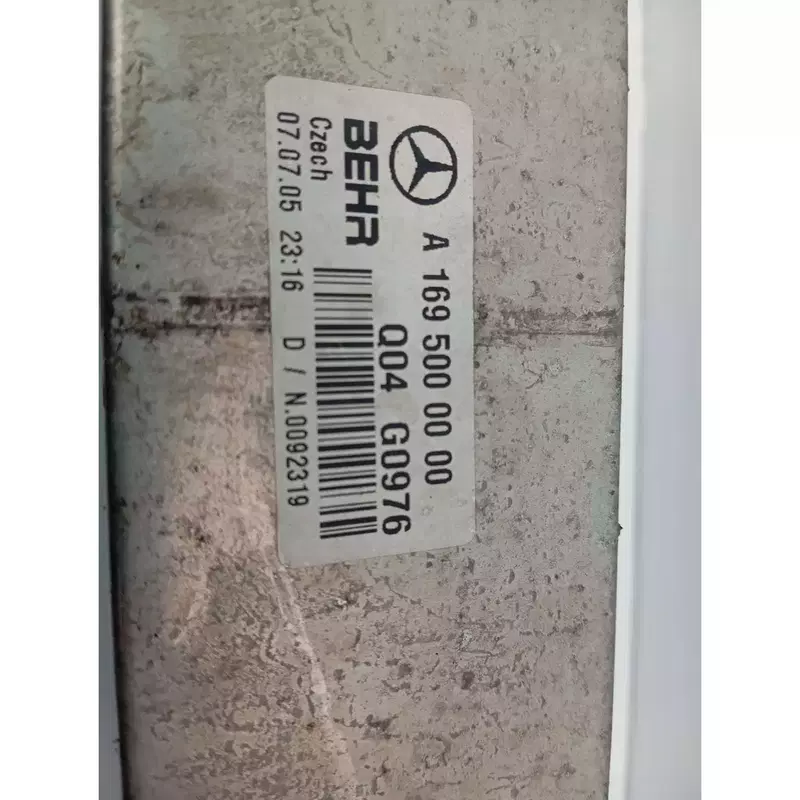 A 169 500 00 00
BEHR Q04 G0976
Czech
07.07.05 23:16 D / N.0092319